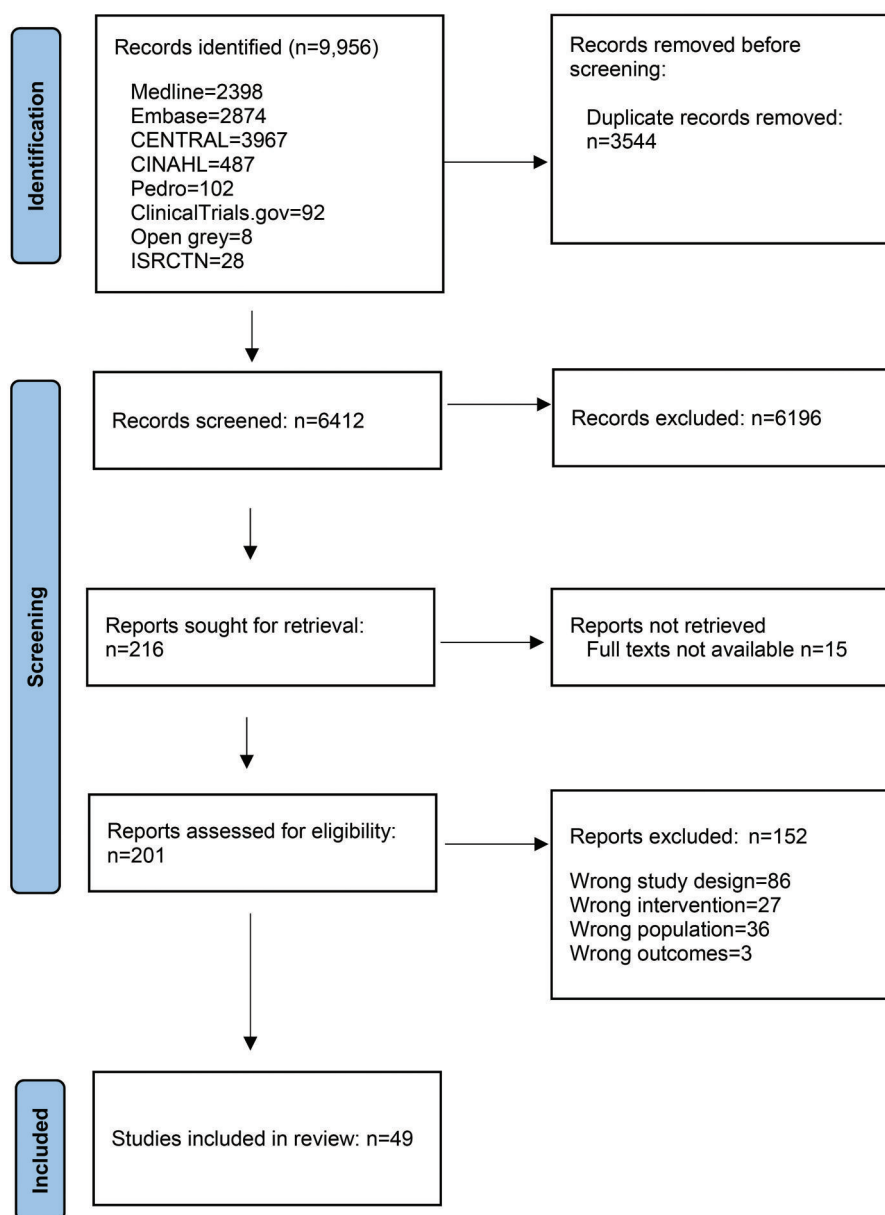 Identification
Records identified (n=9,956)
Medline=2398
Embase=2874
CENTRAL=3967
CINAHL=487
Pedro=102
ClinicalTrials.gov=92
Open grey=8
ISRCTN=28
Records removed before
screening:
Duplicate records removed:
n=3544
Screening
Records screened: n=6412
Records excluded: n=6196
Reports sought for retrieval:
n=216
Reports not retrieved
Full texts not available n=15
Reports assessed for eligibility:
n=201
Reports excluded: n=152
Wrong study design=86
Wrong intervention=27
Wrong population=36
Wrong outcomes=3
Included
Studies included in review: n=49